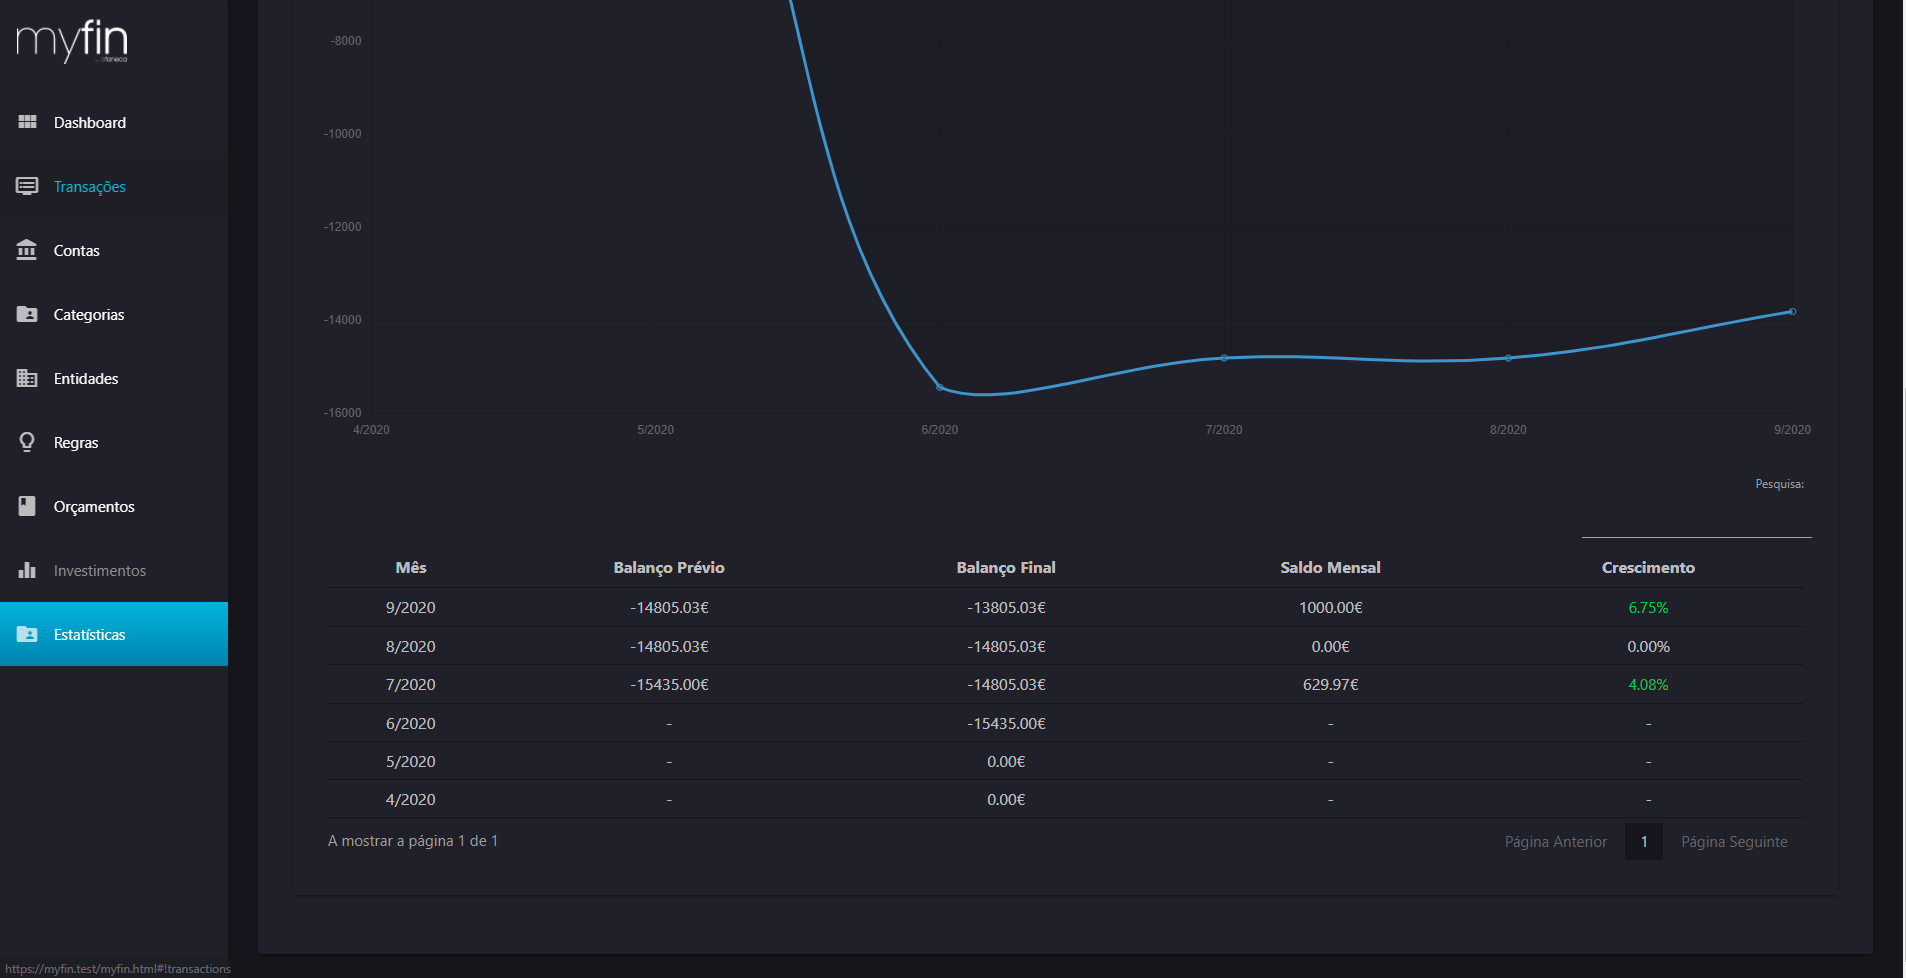 myfin
Dashboard
Transações
Contas
Categorias
Entidades
Regras
Orçamentos
Investimentos
Estatísticas
-8000
-10000
-12000
-14000
-16000
4/2020 5/2020 6/2020 7/2020 8/2020 9/2020
Pesquisa:
Mês Balanço Prévio Balanço Final Saldo Mensal Crescimento
9/2020 -14805.03€ -13805.03€ 1000.00€ 6.75%
8/2020 -14805.03€ -14805.03€ 0.00€ 0.00%
7/2020 -15435.00€ -14805.03€ 629.97€ 4.08%
6/2020 - -15435.00€ - -
5/2020 - 0.00€ - -
4/2020 - 0.00€ - -
A mostrar a página 1 de 1 Página Anterior 1 Página Seguinte
https://myfin.test/myfin.html#!transactions